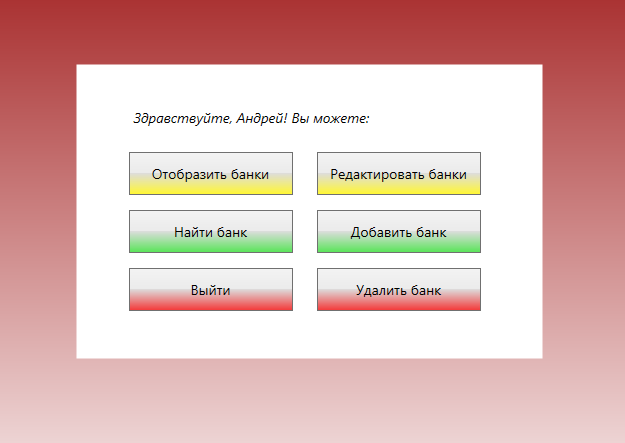 Здравствуйте, Андрей! Вы можете:
Отобразить банки
Редактировать банки
Найти банк
Добавить банк
Выйти
Удалить банк